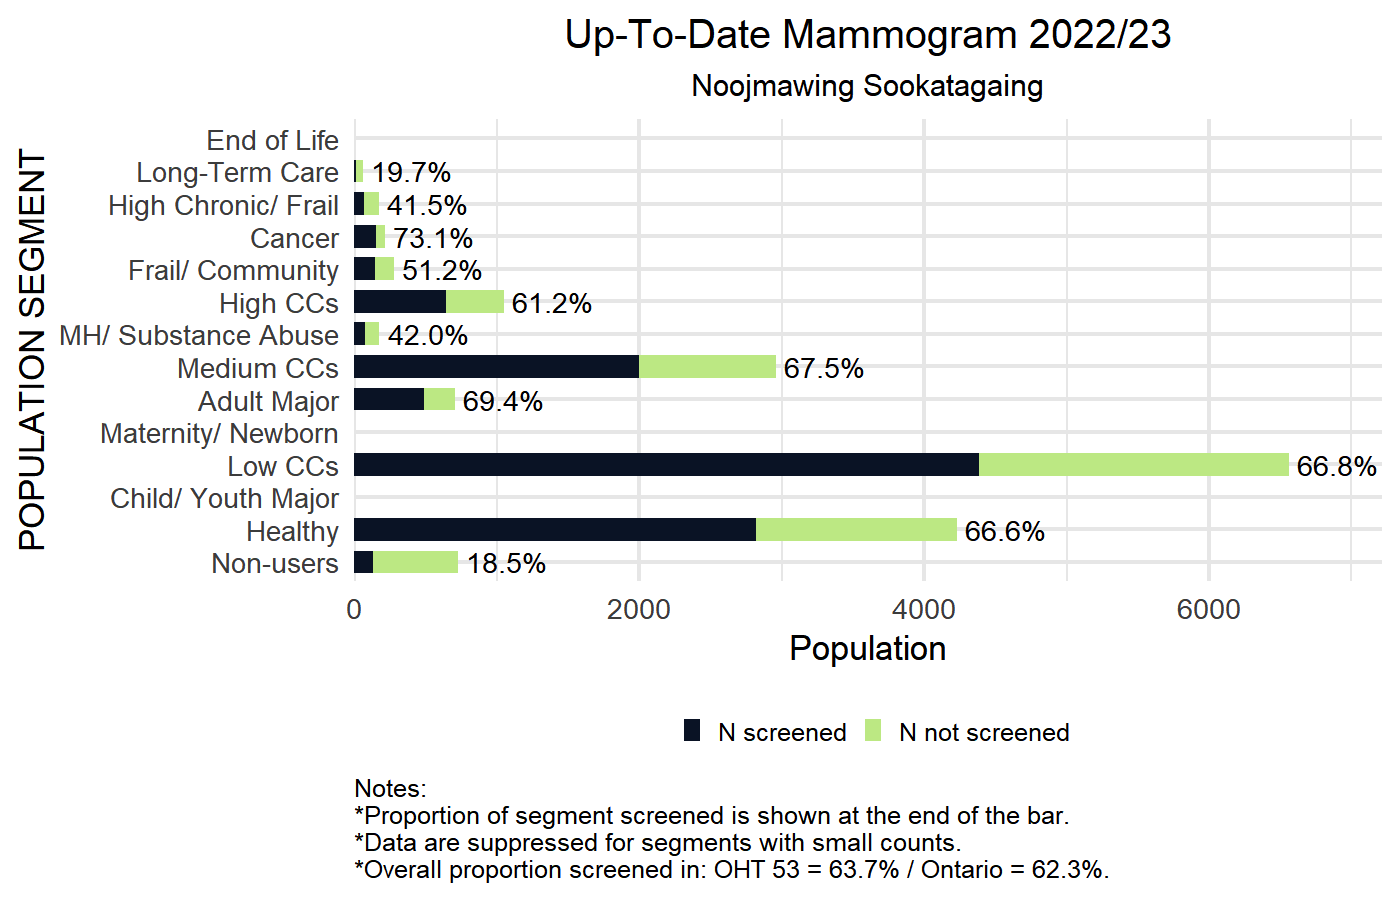 Up-To-Date Mammogram 2022/23
Noojmawing Sookatagaing
POPULATION SEGMENT
End of Life
Long-Term Care 19.7%
High Chronic/ Frail 41.5%
Cancer 73.1%
Frail/ Community 51.2%
High CCs 61.2%
MH/ Substance Abuse 42.0%
Medium CCs 67.5%
Adult Major 69.4%
Maternity/ Newborn
Low CCs 66.8%
Child/ Youth Major
Healthy 66.6%
Non-users 18.5%
0 2000 4000 6000
Population
N screened N not screened
Notes:
*Proportion of segment screened is shown at the end of the bar.
*Data are suppressed for segments with small counts.
*Overall proportion screened in: OHT 53 = 63.7% / Ontario = 62.3%.